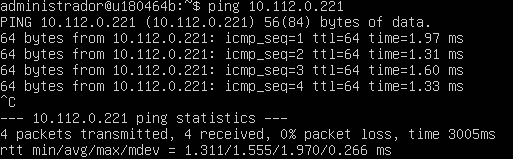 administrador@u180464b:~$ ping 10.112.0.221
PING 10.112.0.221 (10.112.0.221) 56(84) bytes of data.
64 bytes from 10.112.0.221: icmp_seq=1 ttl=64 time=1.97 ms
64 bytes from 10.112.0.221: icmp_seq=2 ttl=64 time=1.31 ms
64 bytes from 10.112.0.221: icmp_seq=3 ttl=64 time=1.60 ms
64 bytes from 10.112.0.221: icmp_seq=4 ttl=64 time=1.33 ms
^C
--- 10.112.0.221 ping statistics ---
4 packets transmitted, 4 received, 0% packet loss, time 3005ms
rtt min/avg/max/mdev = 1.311/1.555/1.970/0.266 ms